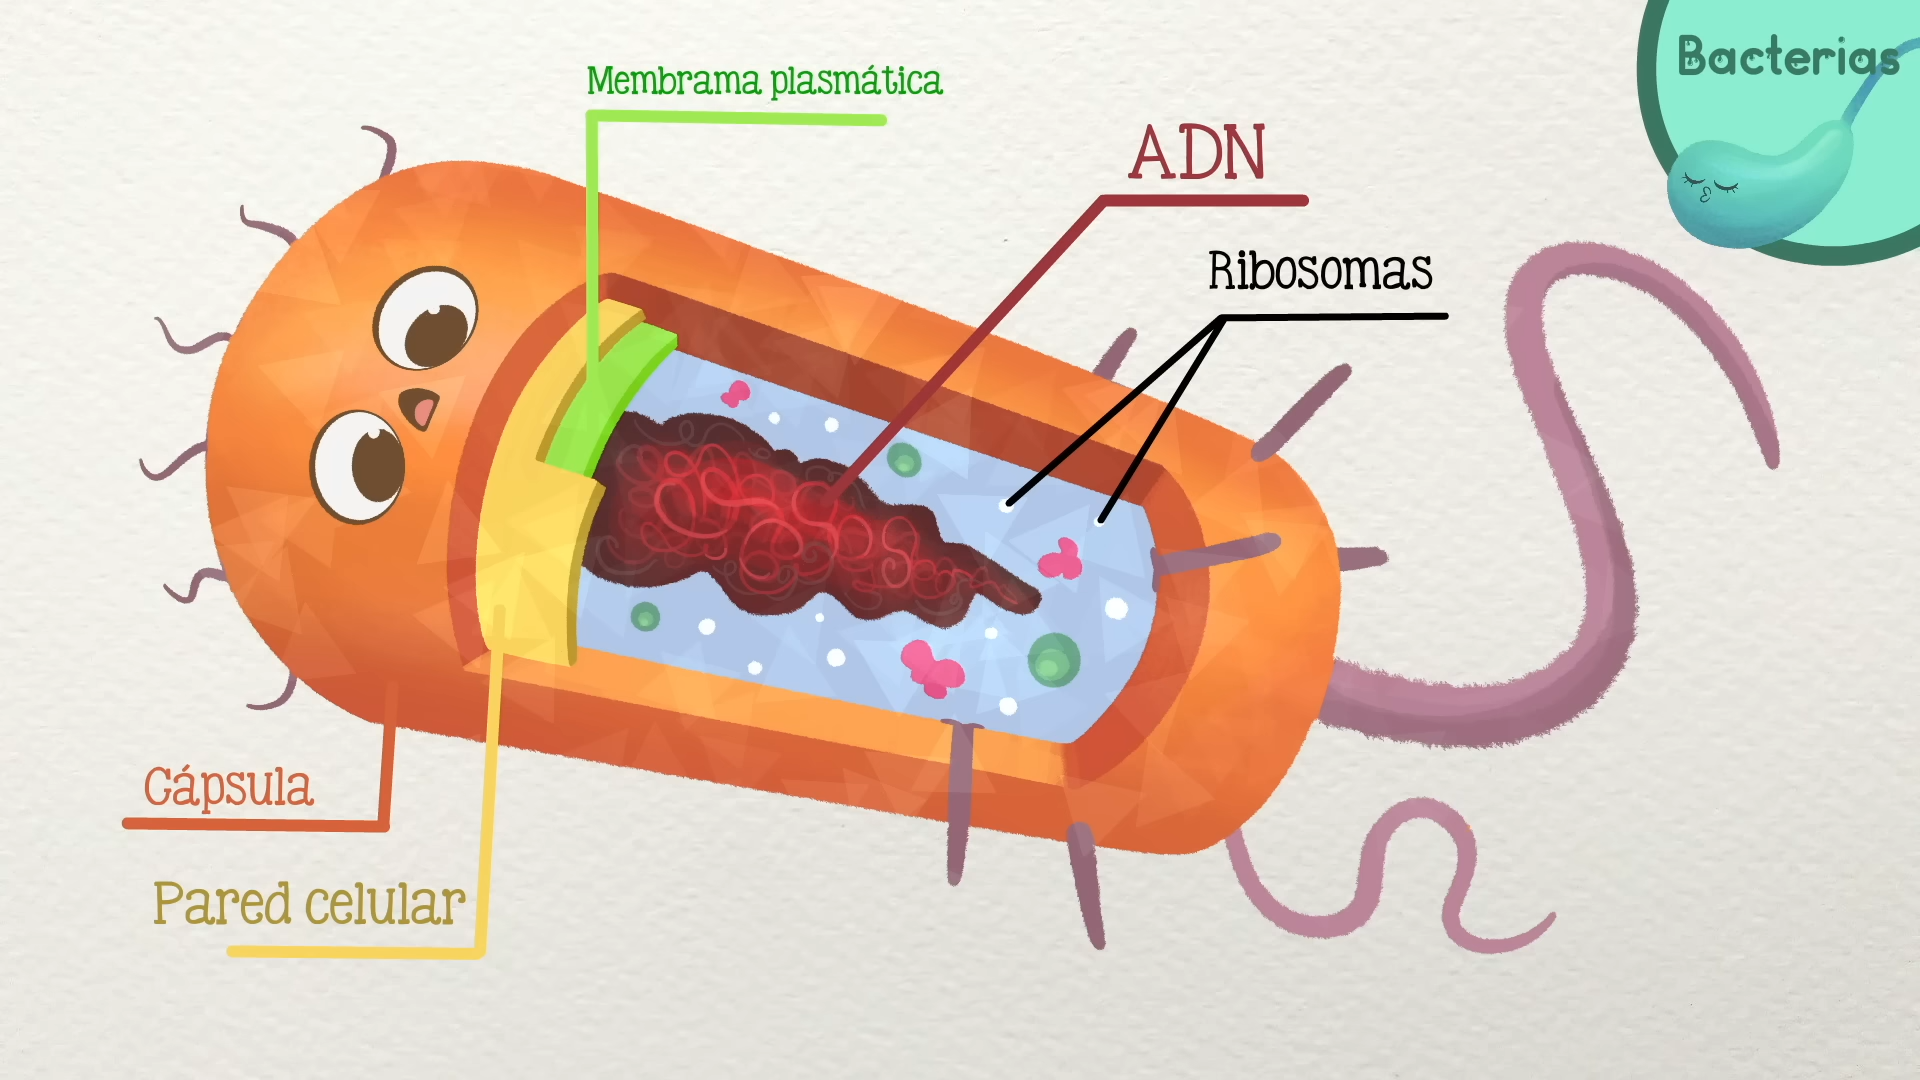 Bacterias
Membrama plasmática
ADN
Ribosomas
Cápsula
Pared celular